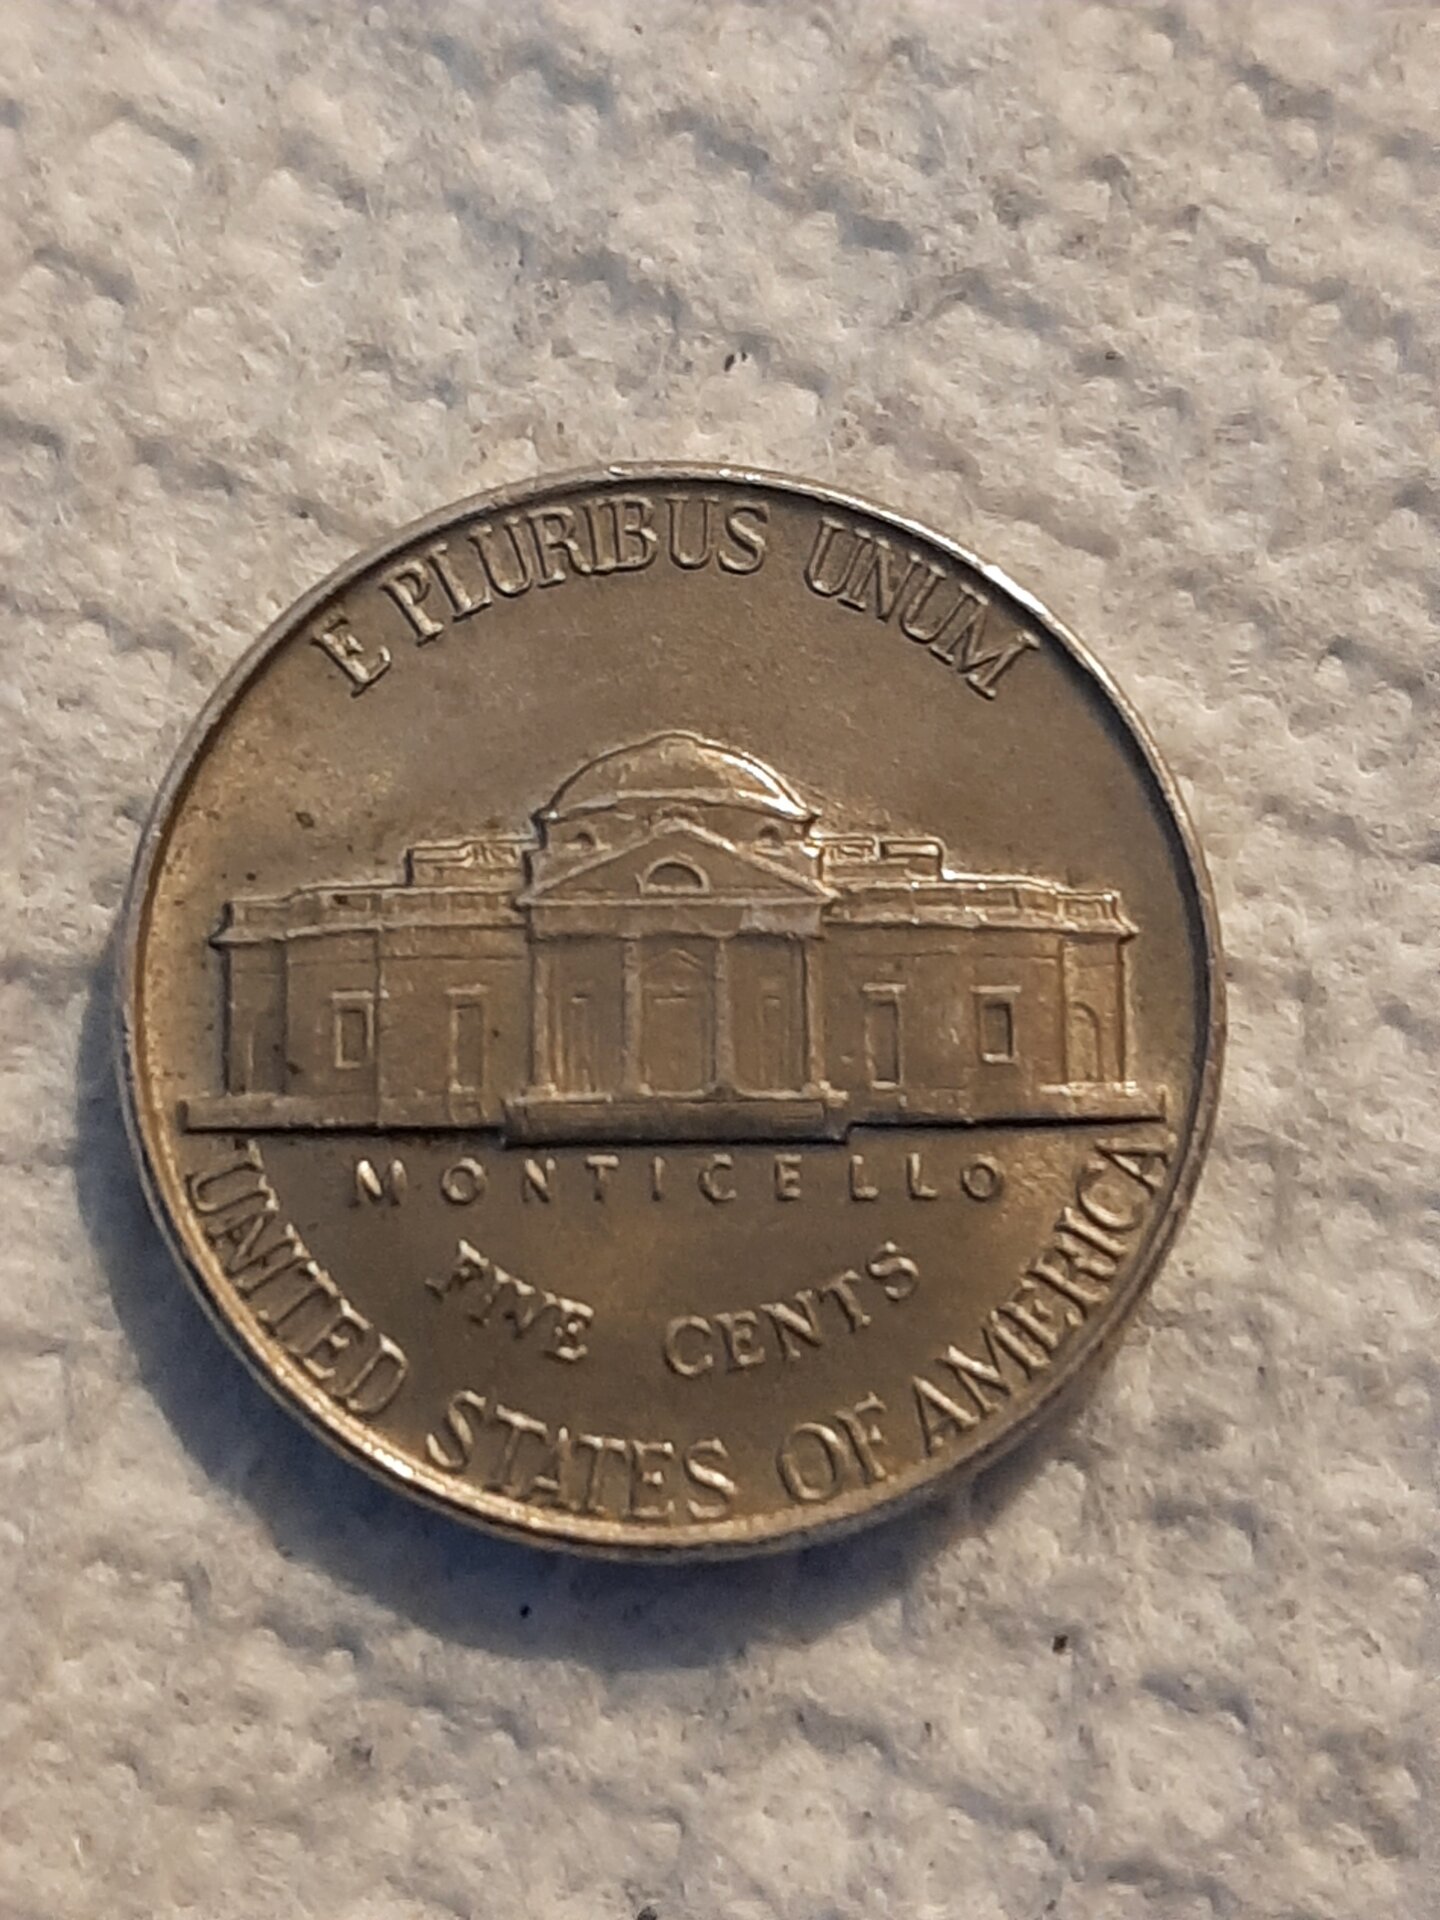 E PLURIBUS UNUM
MONTICELLO
FIVE CENTS
UNITED STATES OF AMERICA